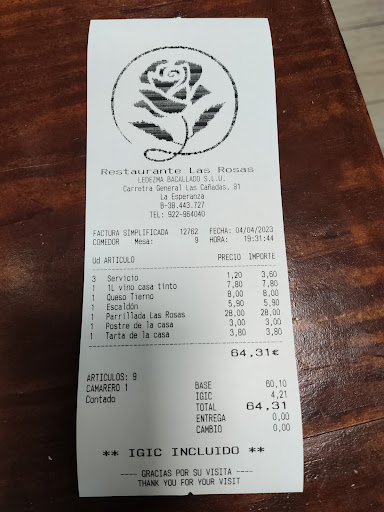 Restaurante Las Rosas
LEDEZMA BACALLADO S.L.U.
Carretra General Las Cañadas, 81
La Esperanza
B-38.443.727
TEL: 922-964040
FACTURA SIMPLIFICADA 12762 FECHA: 04/04/2023
COMEDOR Mesa: 9 HORA: 19:31:44
Ud ARTICULO PRECIO IMPORTE
3 Servicio 1,20 3,60
1 1L vino casa tinto 7,80 7,80
1 Queso Tierno 8,00 8,00
1 Escaldón 5,90 5,90
1 Parrillada Las Rosas 28,00 28,00
1 Postre de la casa 3,00 3,00
1 Tarta de la casa 3,80 3,80
64,31€
ARTICULOS: 9
CAMARERO 1 BASE 60,10
Contado IGIC 4,21
TOTAL 64,31
ENTREGA 0,00
CAMBIO 0,00
** IGIC INCLUIDO **
---- GRACIAS POR SU VISITA ----
THANK YOU FOR YOUR VISIT